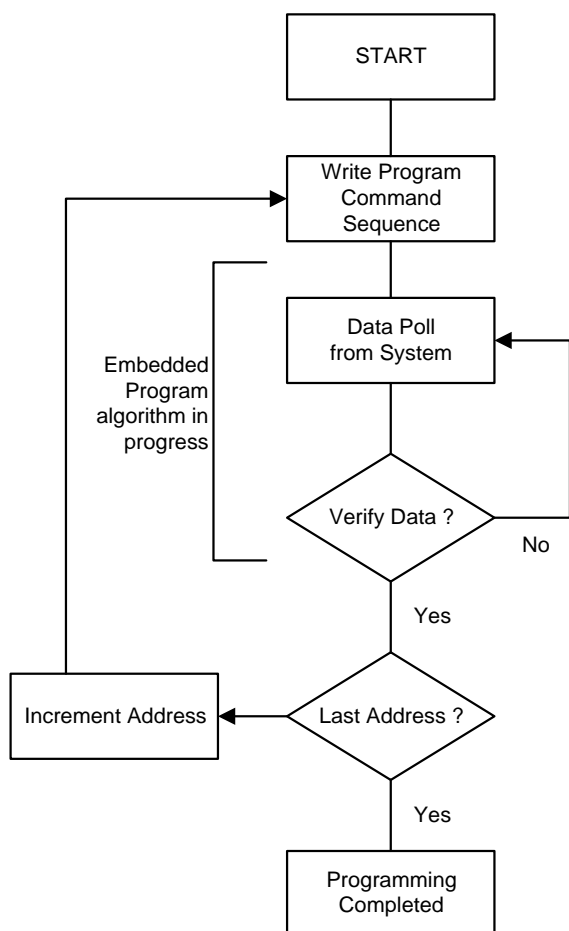 START
Write Program
Command
Sequence
Data Poll
from System
Embedded
Program
algorithm in
progress
Verify Data ?
No
Yes
Increment Address
Last Address ?
Yes
Programming
Completed